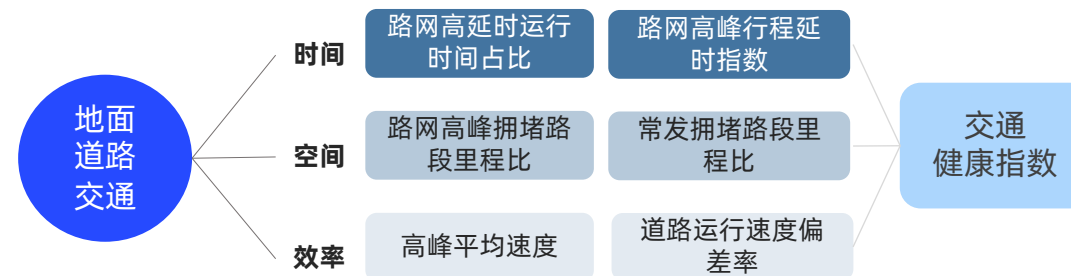 地面
道路
交通
时间
路网高延时运行
时间占比
路网高峰行程延
时指数
空间
路网高峰拥堵路
段里程比
常发拥堵路段里
程比
效率
高峰平均速度
道路运行速度偏
差率
交通
健康指数